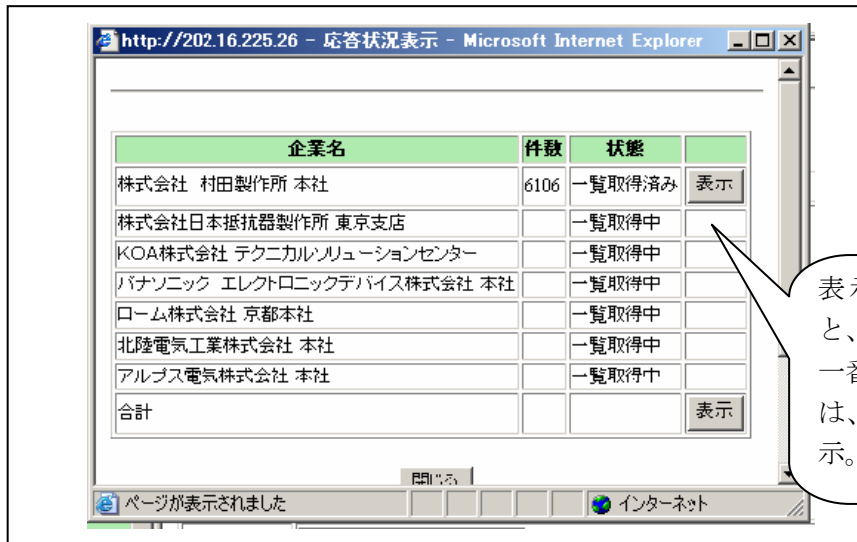 http://202.16.225.26 - 応答状況表示 - Microsoft Internet Explorer
企業名 件数 状態
株式会社 村田製作所 本社 6106 一覧取得済み 表示
株式会社日本抵抗器製作所 東京支店 一覧取得中
KOA株式会社 テクニカルソリューションセンター 一覧取得中
パナソニック エレクトロニックデバイス株式会社 本社 一覧取得中
ローム株式会社 京都本社 一覧取得中
北陸電気工業株式会社 本社 一覧取得中
アルプス電気株式会社 本社 一覧取得中
合計 表示
閉じる
ページが表示されました インターネット
表
と、
一番
は、
示。